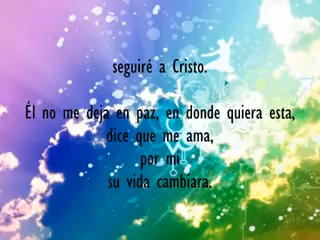 seguiré a Cristo.
Él no me deja en paz, en donde quiera esta,
dice que me ama,
por mi
su vida cambiara.